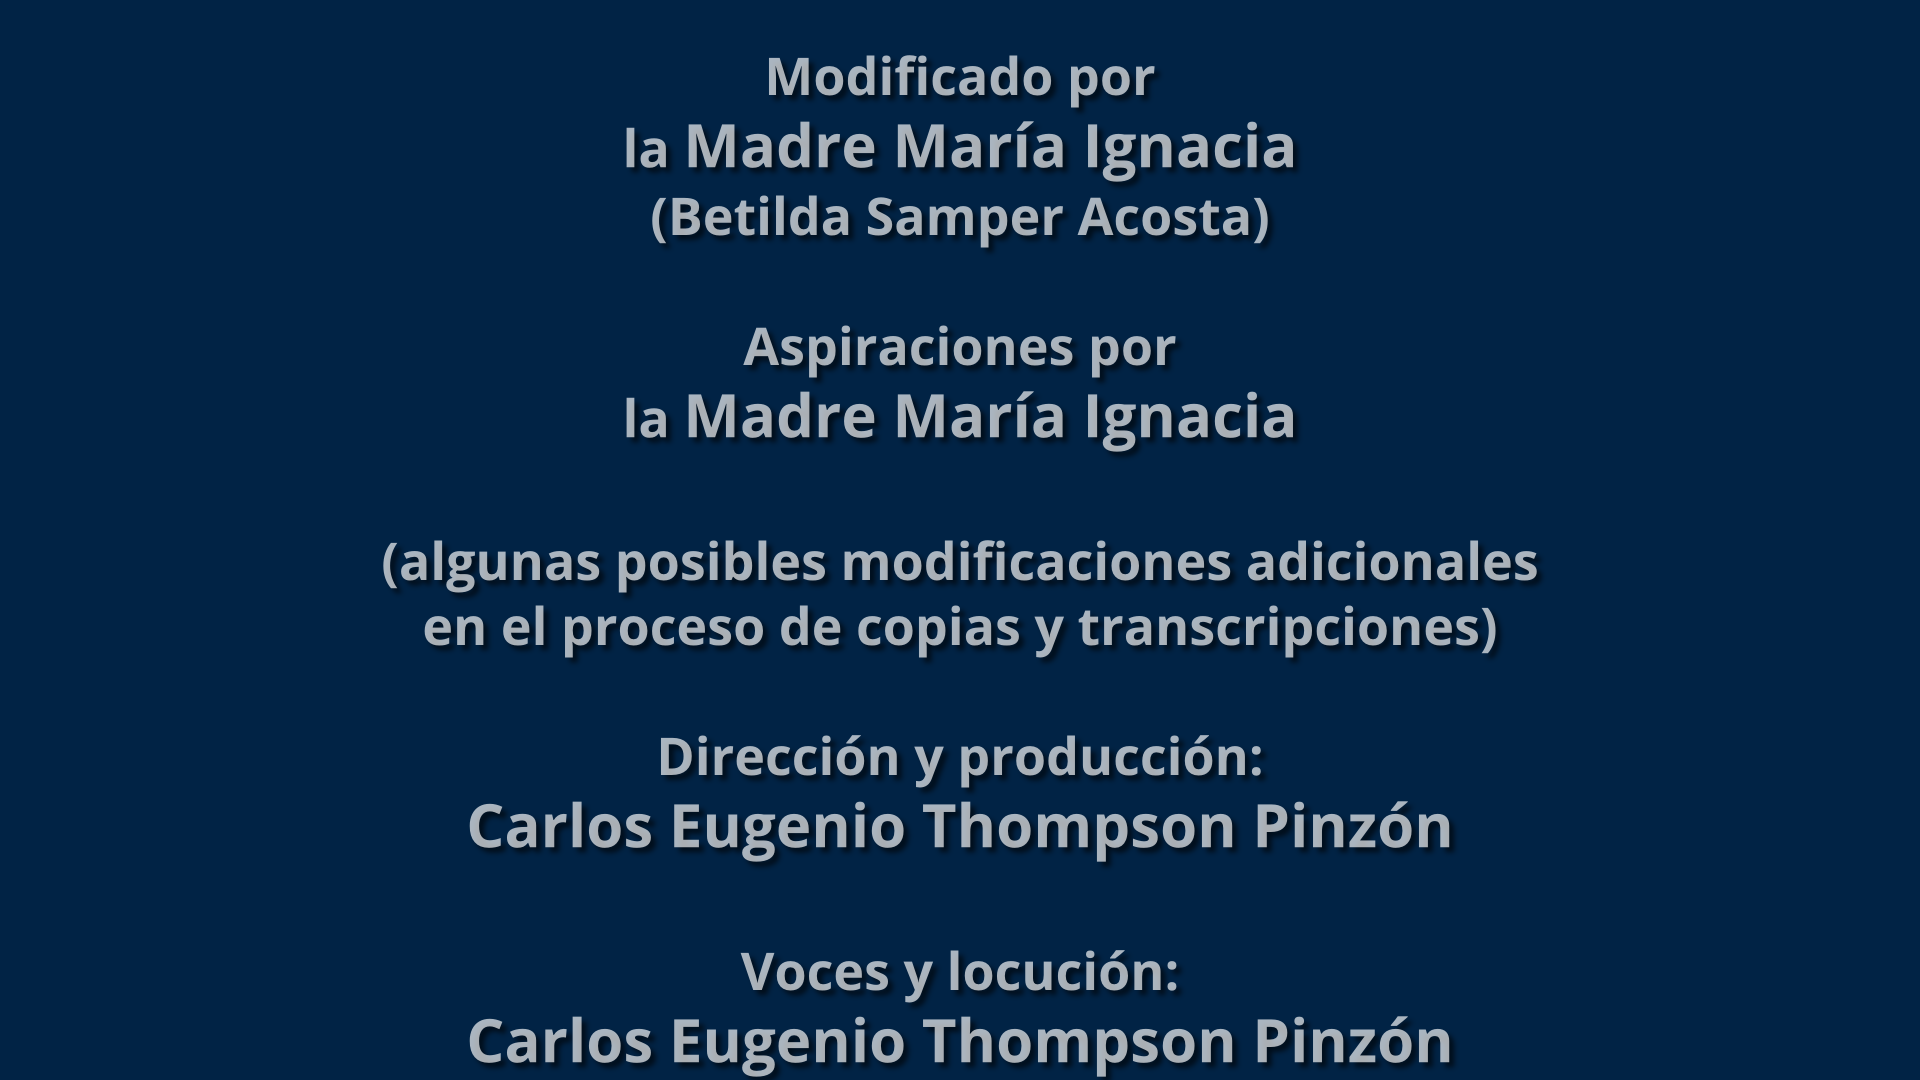 Modificado por
la Madre María Ignacia
(Betilda Samper Acosta)
Aspiraciones por
la Madre María Ignacia
(algunas posibles modificaciones adicionales
en el proceso de copias y transcripciones)
Dirección y producción:
Carlos Eugenio Thompson Pinzón
Voces y locución:
Carlos Eugenio Thompson Pinzón